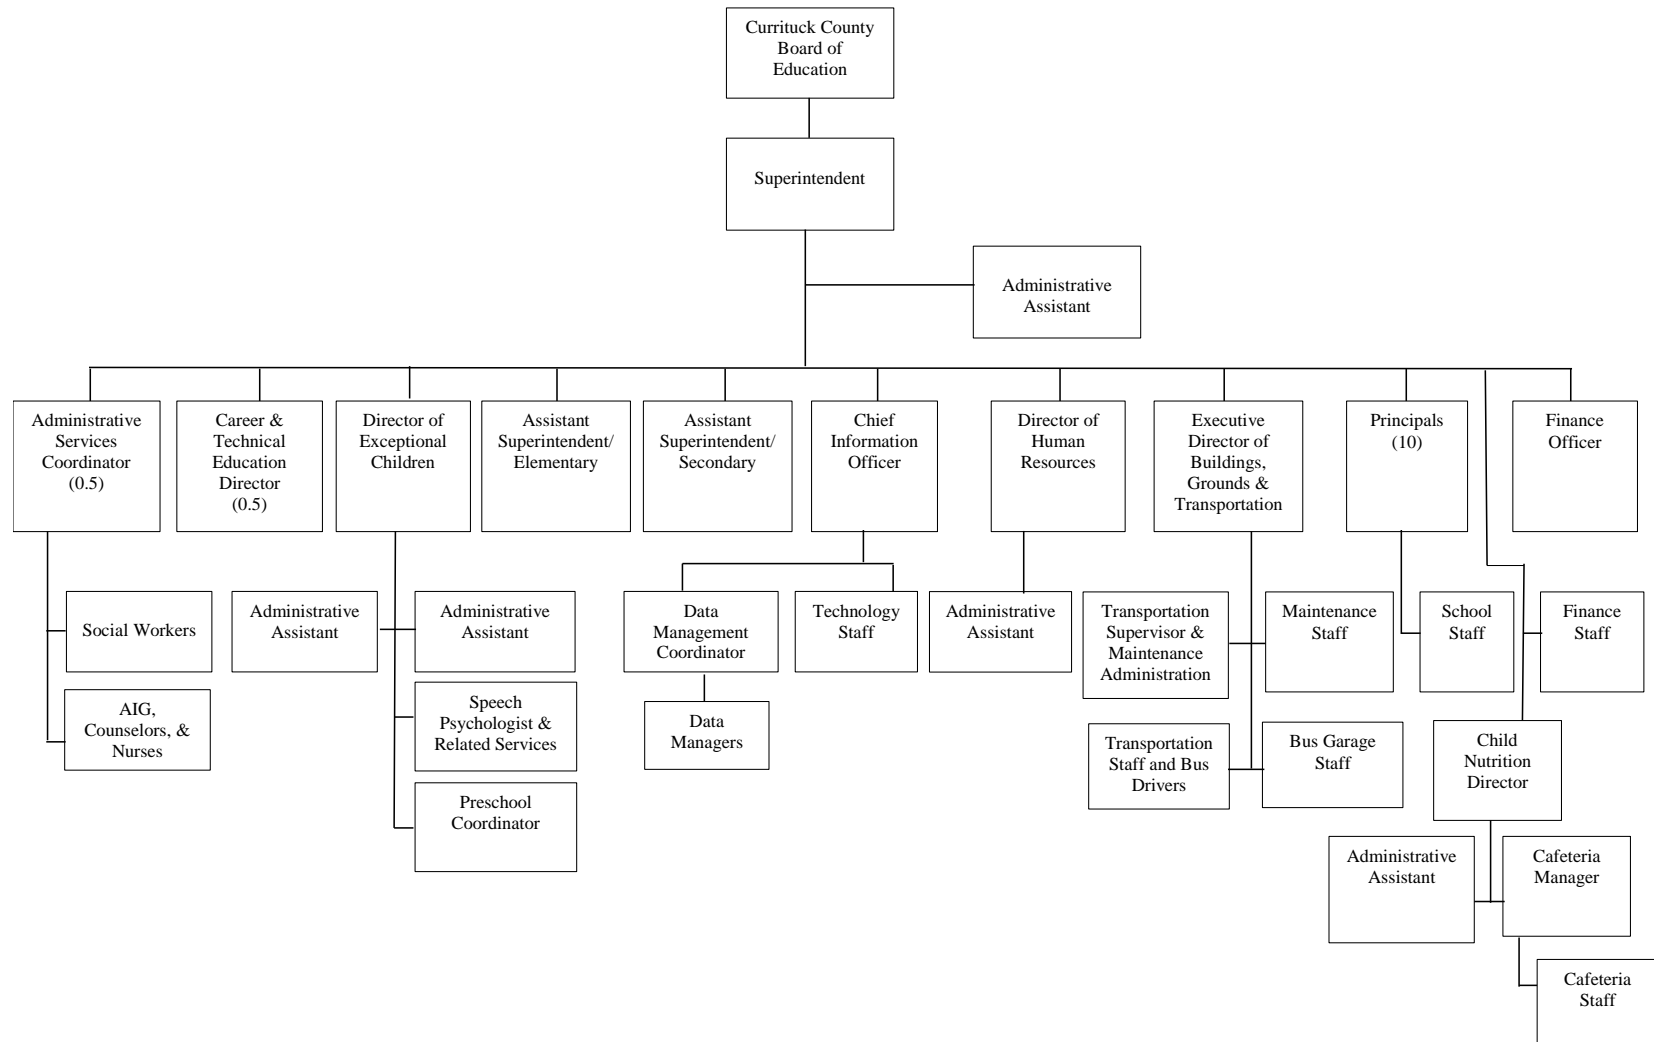 Currituck County
Board of
Education
Superintendent
Administrative
Assistant
Administrative
Services
Coordinator
(0.5)
Career &
Technical
Education
Director
(0.5)
Director of
Exceptional
Children
Assistant
Superintendent/
Elementary
Assistant
Superintendent/
Secondary
Chief
Information
Officer
Director of
Human
Resources
Executive
Director of
Buildings,
Grounds &
Transportation
Principals
(10)
Finance
Officer
Social Workers
Administrative
Assistant
Administrative
Assistant
Data
Management
Coordinator
Technology
Staff
Administrative
Assistant
Transportation
Supervisor &
Maintenance
Administration
Maintenance
Staff
School
Staff
Finance
Staff
AIG,
Counselors, &
Nurses
Speech
Psychologist &
Related Services
Data
Managers
Transportation
Staff and Bus
Drivers
Bus Garage
Staff
Child
Nutrition
Director
Preschool
Coordinator
Administrative
Assistant
Cafeteria
Manager
Cafeteria
Staff